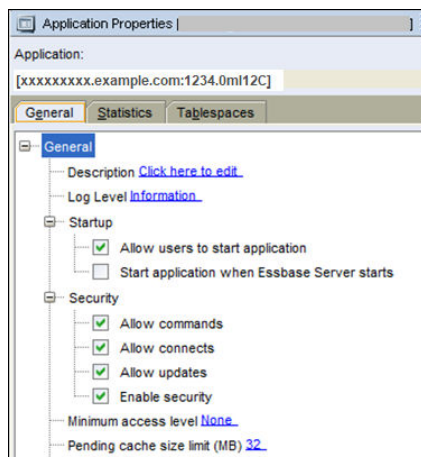 Application Properties | ]
Application:
[xxxxxxxxx.example.com:1234.0ml12C]
General Statistics Tablespaces
General
Description Click here to edit
Log Level Information
Startup
Allow users to start application
Start application when Essbase Server starts
Security
Allow commands
Allow connects
Allow updates
Enable security
Minimum access level None
Pending cache size limit (MB) 32